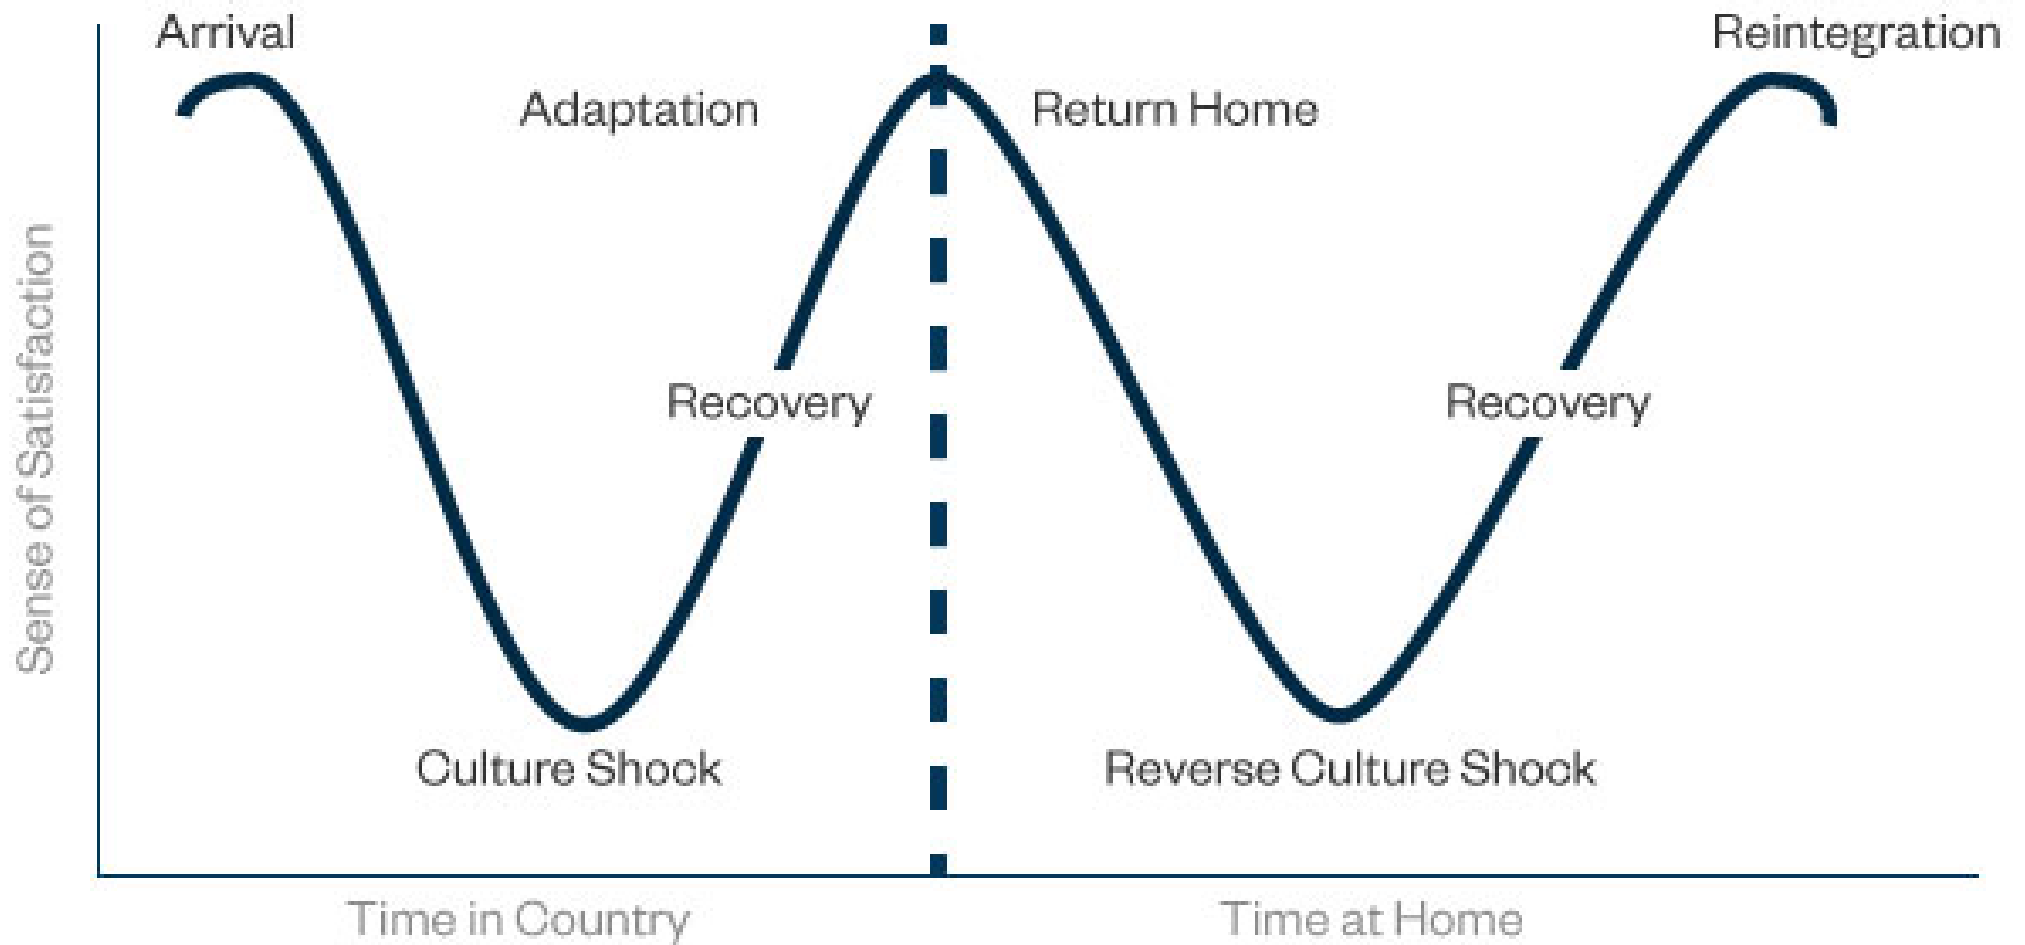 Arrival
Reintegration
Adaptation
Return Home
Sense of Satisfaction
Recovery
Recovery
Culture Shock
Reverse Culture Shock
Time in Country
Time at Home